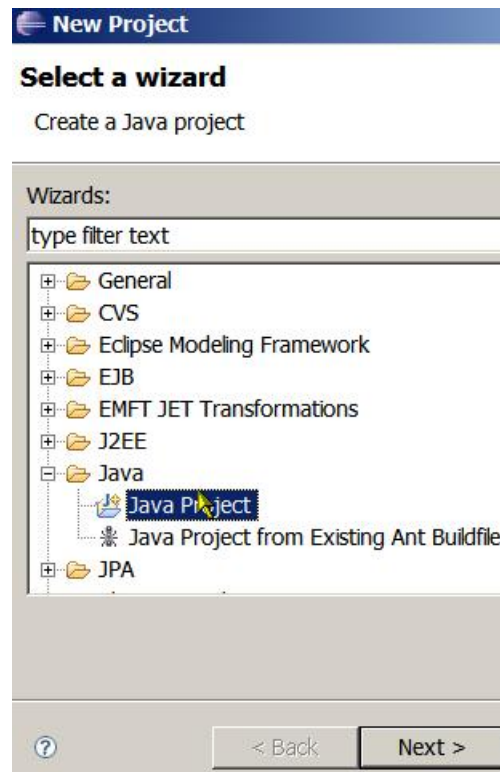 New Project
Select a wizard
Create a Java project
Wizards:
type filter text
General
CVS
Eclipse Modeling Framework
EJB
EMFT JET Transformations
J2EE
Java
Java Project
Java Project from Existing Ant Buildfile
JPA
< Back Next >